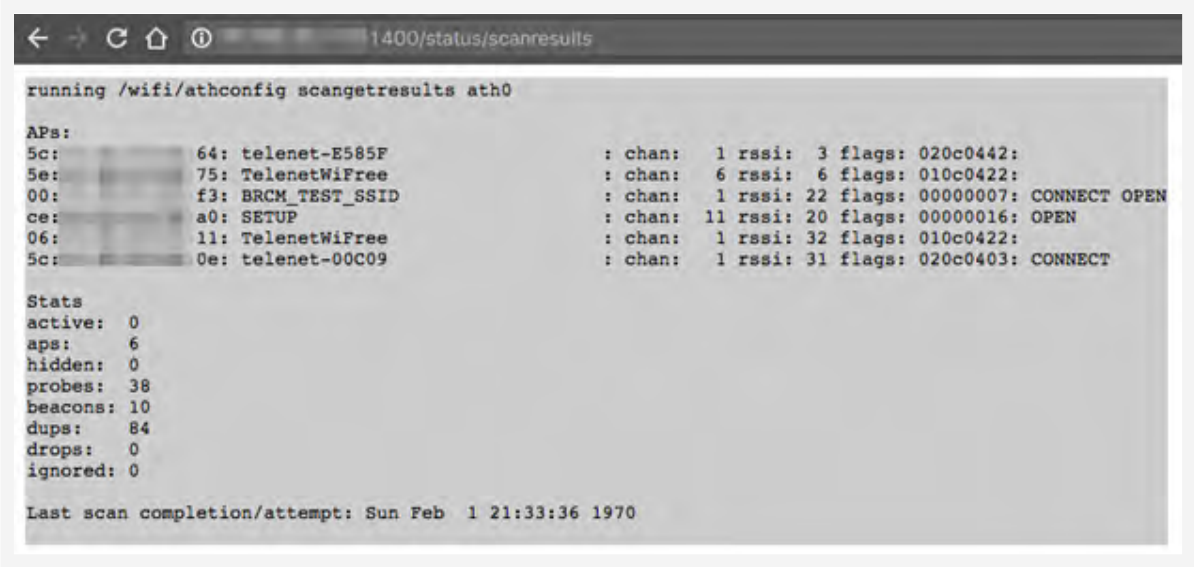 1400/status/scanresults
running /wifi/athconfig scangetresults ath0
APs:
5c: 64: telenet-E585F : chan: 1 rssi: 3 flags: 020c0442:
5e: 75: TelenetWiFree : chan: 6 rssi: 6 flags: 010c0422:
00: f3: BRCM_TEST_SSID : chan: 1 rssi: 22 flags: 00000007: CONNECT OPEN
ce: a0: SETUP : chan: 11 rssi: 20 flags: 00000016: OPEN
06: 11: TelenetWiFree : chan: 1 rssi: 32 flags: 010c0422:
5c: 0e: telenet-00C09 : chan: 1 rssi: 31 flags: 020c0403: CONNECT
Stats
active: 0
aps: 6
hidden: 0
probes: 38
beacons: 10
dups: 84
drops: 0
ignored: 0
Last scan completion/attempt: Sun Feb 1 21:33:36 1970